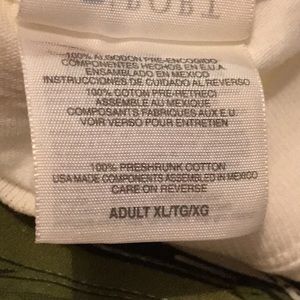 100% ALGODON PRE-ENCOGIDO
COMPONENTES HECHOS EN E.U.A.
ENSAMBLADO EN MEXICO
INSTRUCCIONES DE CUIDADO AL REVERSO
100% COTON PRE-RETRECI
ASSEMBLE AU MEXIQUE
COMPOSANTS FABRIQUES AUX E.U.
VOIR VERSO POUR ENTRETIEN
100% PRESHRUNK COTTON
USA MADE COMPONENTS ASSEMBLED IN MEXICO
CARE ON REVERSE
ADULT XL/TG/XG